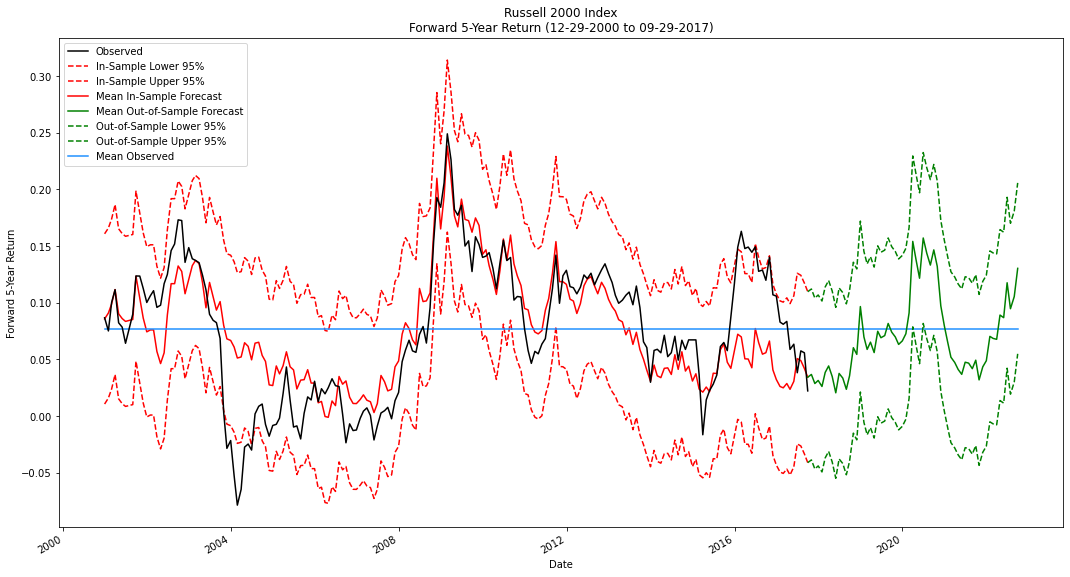 Russell 2000 Index
Forward 5-Year Return (12-29-2000 to 09-29-2017)
Observed
In-Sample Lower 95%
In-Sample Upper 95%
Mean In-Sample Forecast
Mean Out-of-Sample Forecast
Out-of-Sample Lower 95%
Out-of-Sample Upper 95%
Mean Observed
Forward 5-Year Return
0.30
0.25
0.20
0.15
0.10
0.05
0.00
−0.05
2000
2004
2008
2012
2016
2020
Date